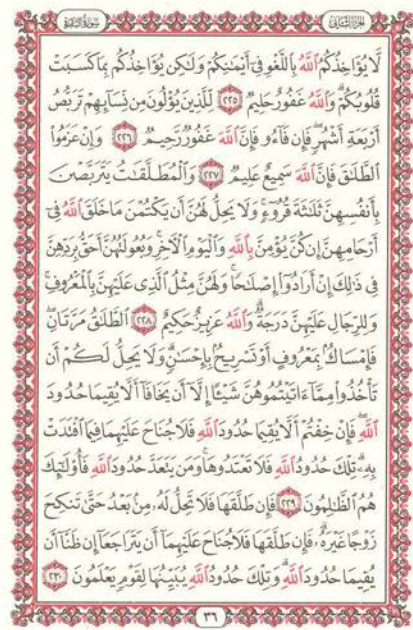 الجزء الثاني سورة البقرة
لَّا يُؤَاخِذُكُمُ ٱللَّهُ بِٱللَّغۡوِ فِيٓ أَيۡمَٰنِكُمۡ وَلَٰكِن يُؤَاخِذُكُم بِمَا كَسَبَتۡ
قُلُوبُكُمۡۗ وَٱللَّهُ غَفُورٌ حَلِيمٞ ٢٢٥ لِّلَّذِينَ يُؤۡلُونَ مِن نِّسَآئِهِمۡ تَرَبُّصُ
أَرۡبَعَةِ أَشۡهُرٖۖ فَإِن فَآءُو فَإِنَّ ٱللَّهَ غَفُورٞ رَّحِيمٞ ٢٢٦ وَإِنۡ عَزَمُواْ
ٱلطَّلَٰقَ فَإِنَّ ٱللَّهَ سَمِيعٌ عَلِيمٞ ٢٢٧ وَٱلۡمُطَلَّقَٰتُ يَتَرَبَّصۡنَ
بِأَنفُسِهِنَّ ثَلَٰثَةَ قُرُوٓءٖۚ وَلَا يَحِلُّ لَهُنَّ أَن يَكۡتُمۡنَ مَا خَلَقَ ٱللَّهُ فِيٓ
أَرۡحَامِهِنَّ إِن كُنَّ يُؤۡمِنَّ بِٱللَّهِ وَٱلۡيَوۡمِ ٱلۡأٓخِرِۚ وَبُعُولَتُهُنَّ أَحَقُّ بِرَدِّهِنَّ
فِي ذَٰلِكَ إِنۡ أَرَادُوٓاْ إِصۡلَٰحٗاۚ وَلَهُنَّ مِثۡلُ ٱلَّذِي عَلَيۡهِنَّ بِٱلۡمَعۡرُوفِۚ
وَلِلرِّجَالِ عَلَيۡهِنَّ دَرَجَةٞۗ وَٱللَّهُ عَزِيزٌ حَكِيمٌ ٢٢٨ ٱلطَّلَٰقُ مَرَّتَانِۖ
فَإِمۡسَاكُۢ بِمَعۡرُوفٍ أَوۡ تَسۡرِيحُۢ بِإِحۡسَٰنٖۗ وَلَا يَحِلُّ لَكُمۡ أَن
تَأۡخُذُواْ مِمَّآ ءَاتَيۡتُمُوهُنَّ شَيۡـًٔا إِلَّآ أَن يَخَافَآ أَلَّا يُقِيمَا حُدُودَ
ٱللَّهِۖ فَإِنۡ خِفۡتُمۡ أَلَّا يُقِيمَا حُدُودَ ٱللَّهِ فَلَا جُنَاحَ عَلَيۡهِمَا فِيمَا ٱفۡتَدَتۡ
بِهِۦۗ تِلۡكَ حُدُودُ ٱللَّهِ فَلَا تَعۡتَدُوهَاۚ وَمَن يَتَعَدَّ حُدُودَ ٱللَّهِ فَأُوْلَٰٓئِكَ
هُمُ ٱلظَّٰلِمُونَ ٢٢٩ فَإِن طَلَّقَهَا فَلَا تَحِلُّ لَهُۥ مِنۢ بَعۡدُ حَتَّىٰ تَنكِحَ
زَوۡجًا غَيۡرَهُۥۗ فَإِن طَلَّقَهَا فَلَا جُنَاحَ عَلَيۡهِمَآ أَن يَتَرَاجَعَآ إِن ظَنَّآ أَن
يُقِيمَا حُدُودَ ٱللَّهِۗ وَتِلۡكَ حُدُودُ ٱللَّهِ يُبَيِّنُهَا لِقَوۡمٖ يَعۡلَمُونَ ٢٣٠
٣٦